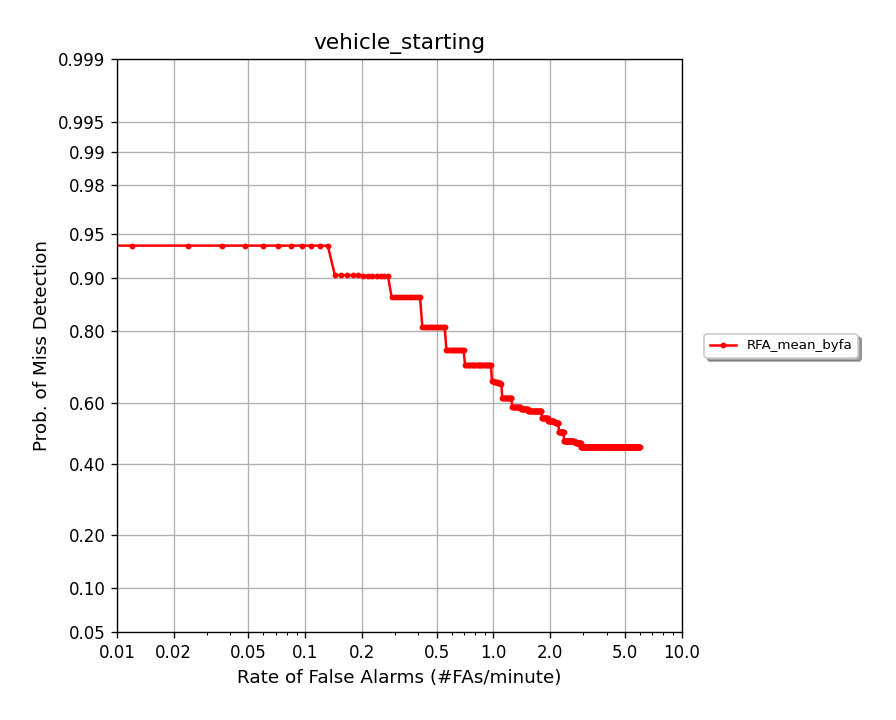 vehicle_starting
Prob. of Miss Detection
0.999
0.995
0.99
0.98
0.95
0.90
0.80
0.60
0.40
0.20
0.10
0.05
0.01 0.02 0.05 0.1 0.2 0.5 1.0 2.0 5.0 10.0
Rate of False Alarms (#FAs/minute)
RFA_mean_byfa